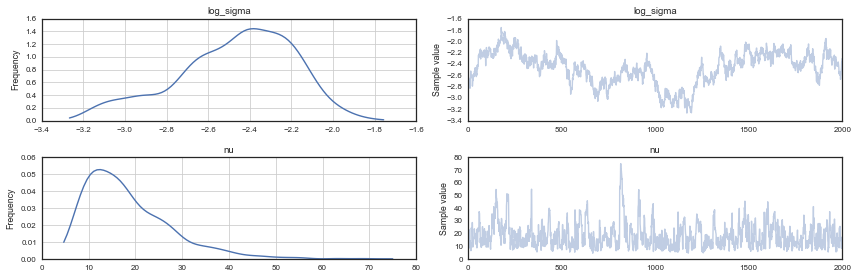 log_sigma
Frequency
1.6
1.4
1.2
1.0
0.8
0.6
0.4
0.2
0.0
−3.4 −3.2 −3.0 −2.8 −2.6 −2.4 −2.2 −2.0 −1.8 −1.6
log_sigma
Sample value
−1.6
−1.8
−2.0
−2.2
−2.4
−2.6
−2.8
−3.0
−3.2
−3.4
0 500 1000 1500 2000
nu
Frequency
0.06
0.05
0.04
0.03
0.02
0.01
0.00
0 10 20 30 40 50 60 70 80
nu
Sample value
80
70
60
50
40
30
20
10
0
0 500 1000 1500 2000